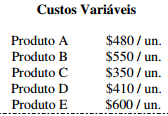 Custos Variáveis
Produto A $480 / un.
Produto B $550 / un.
Produto C $350 / un.
Produto D $410 / un.
Produto E $600 / un.